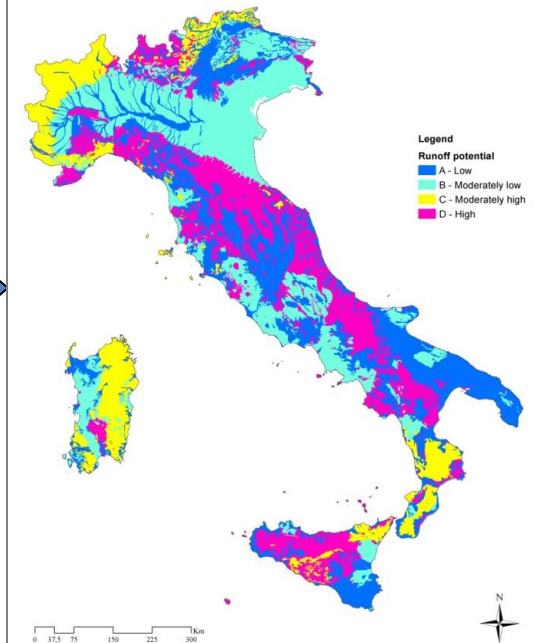 Legend
Runoff potential
A - Low
B - Moderately low
C - Moderately high
D - High
N
Km
0 37,5 75 150 225 300